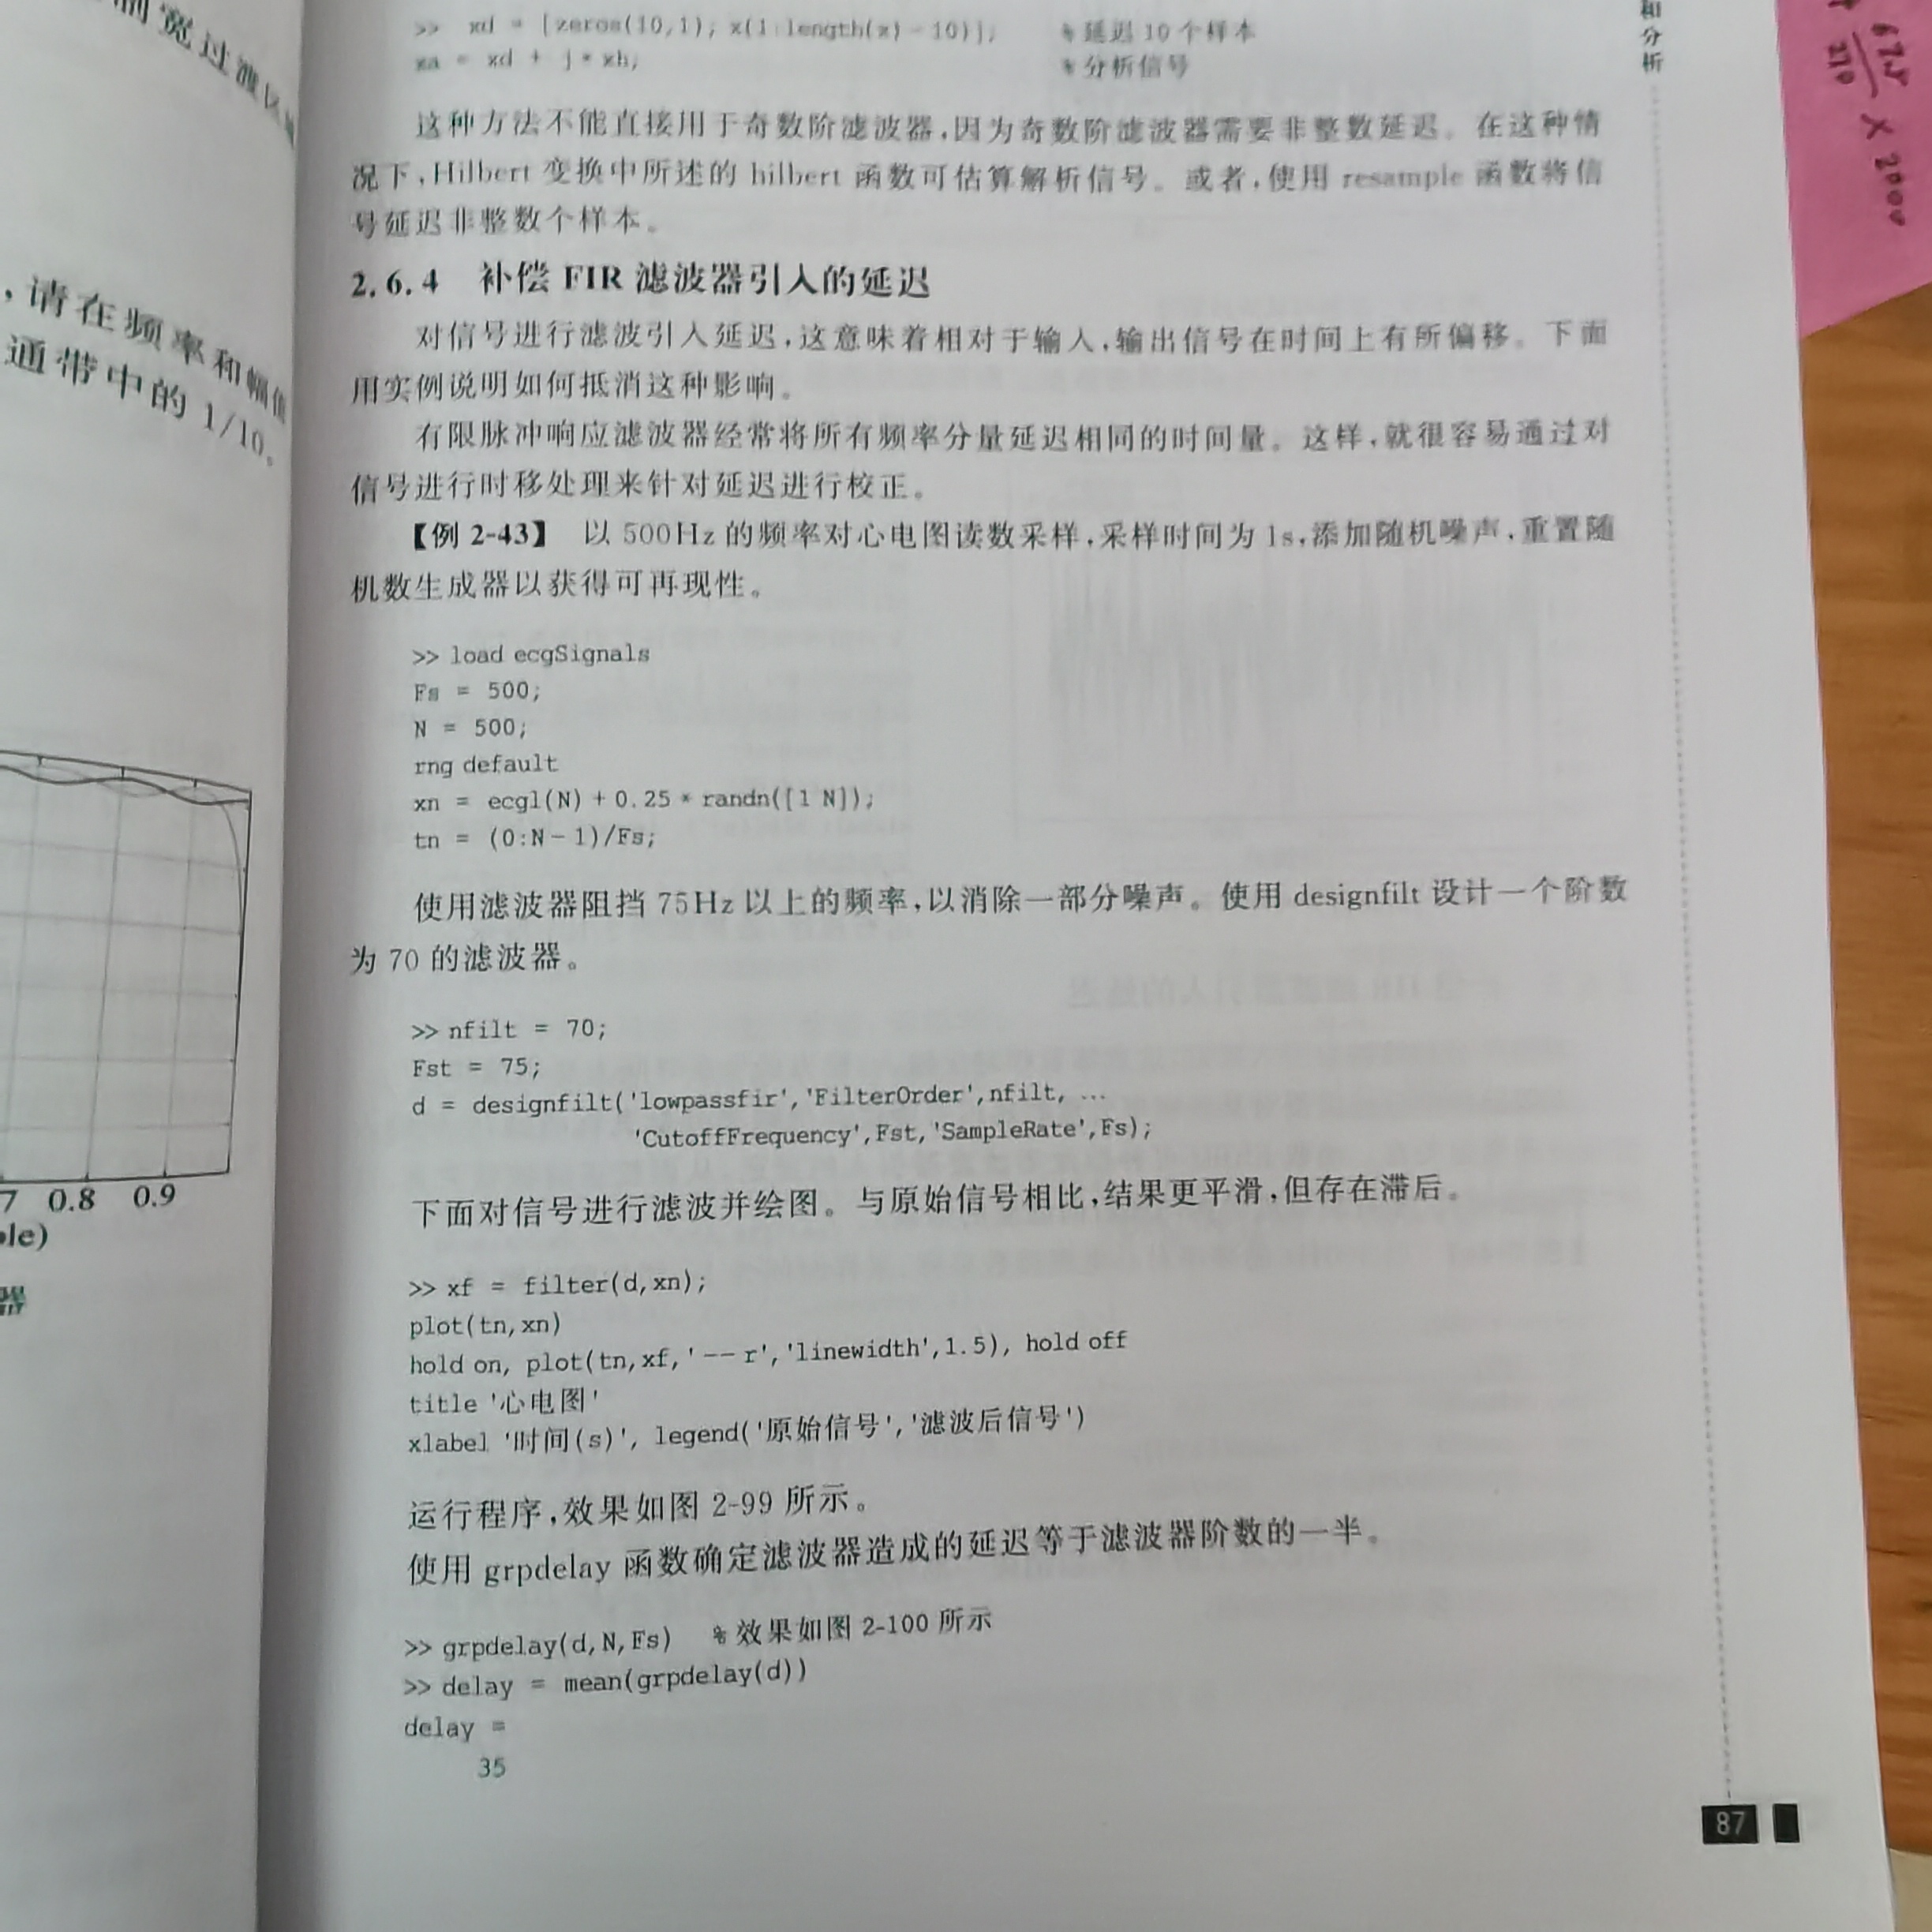 ,请在频率和幅值
通带中的 1/10。
0.8 0.9
器
和
分
析
>> xd = [zeros(10,1); x(1:length(x)-10)]; %延迟10个样本
xa = xd + j*xh; %分析信号
这种方法不能直接用于奇数阶滤波器,因为奇数阶滤波器需要非整数延迟。在这种情
况下,Hilbert 变换中所述的 hilbert 函数可估算解析信号。或者,使用 resample 函数将信
号延迟非整数个样本。
2.6.4 补偿 FIR 滤波器引入的延迟
对信号进行滤波引入延迟,这意味着相对于输入,输出信号在时间上有所偏移。下面
用实例说明如何抵消这种影响。
有限脉冲响应滤波器经常将所有频率分量延迟相同的时间量。这样,就很容易通过对
信号进行时移处理来针对延迟进行校正。
【例 2-43】 以 500Hz 的频率对心电图读数采样,采样时间为 1s,添加随机噪声,重置随
机数生成器以获得可再现性。
>> load ecgSignals
Fs = 500;
N = 500;
rng default
xn = ecgl(N)+0.25*randn([1 N]);
tn = (0:N-1)/Fs;
使用滤波器阻挡 75Hz 以上的频率,以消除一部分噪声。使用 designfilt 设计一个阶数
为 70 的滤波器。
>> nfilt = 70;
Fst = 75;
d = designfilt('lowpassfir','FilterOrder',nfilt, ...
'CutoffFrequency',Fst,'SampleRate',Fs);
下面对信号进行滤波并绘图。与原始信号相比,结果更平滑,但存在滞后。
>> xf = filter(d,xn);
plot(tn,xn)
hold on, plot(tn,xf,'--r','linewidth',1.5), hold off
title '心电图'
xlabel '时间(s)', legend('原始信号','滤波后信号')
运行程序,效果如图 2-99 所示。
使用 grpdelay 函数确定滤波器造成的延迟等于滤波器阶数的一半。
>> grpdelay(d,N,Fs) %效果如图 2-100 所示
>> delay = mean(grpdelay(d))
delay =
35
87
× 2000